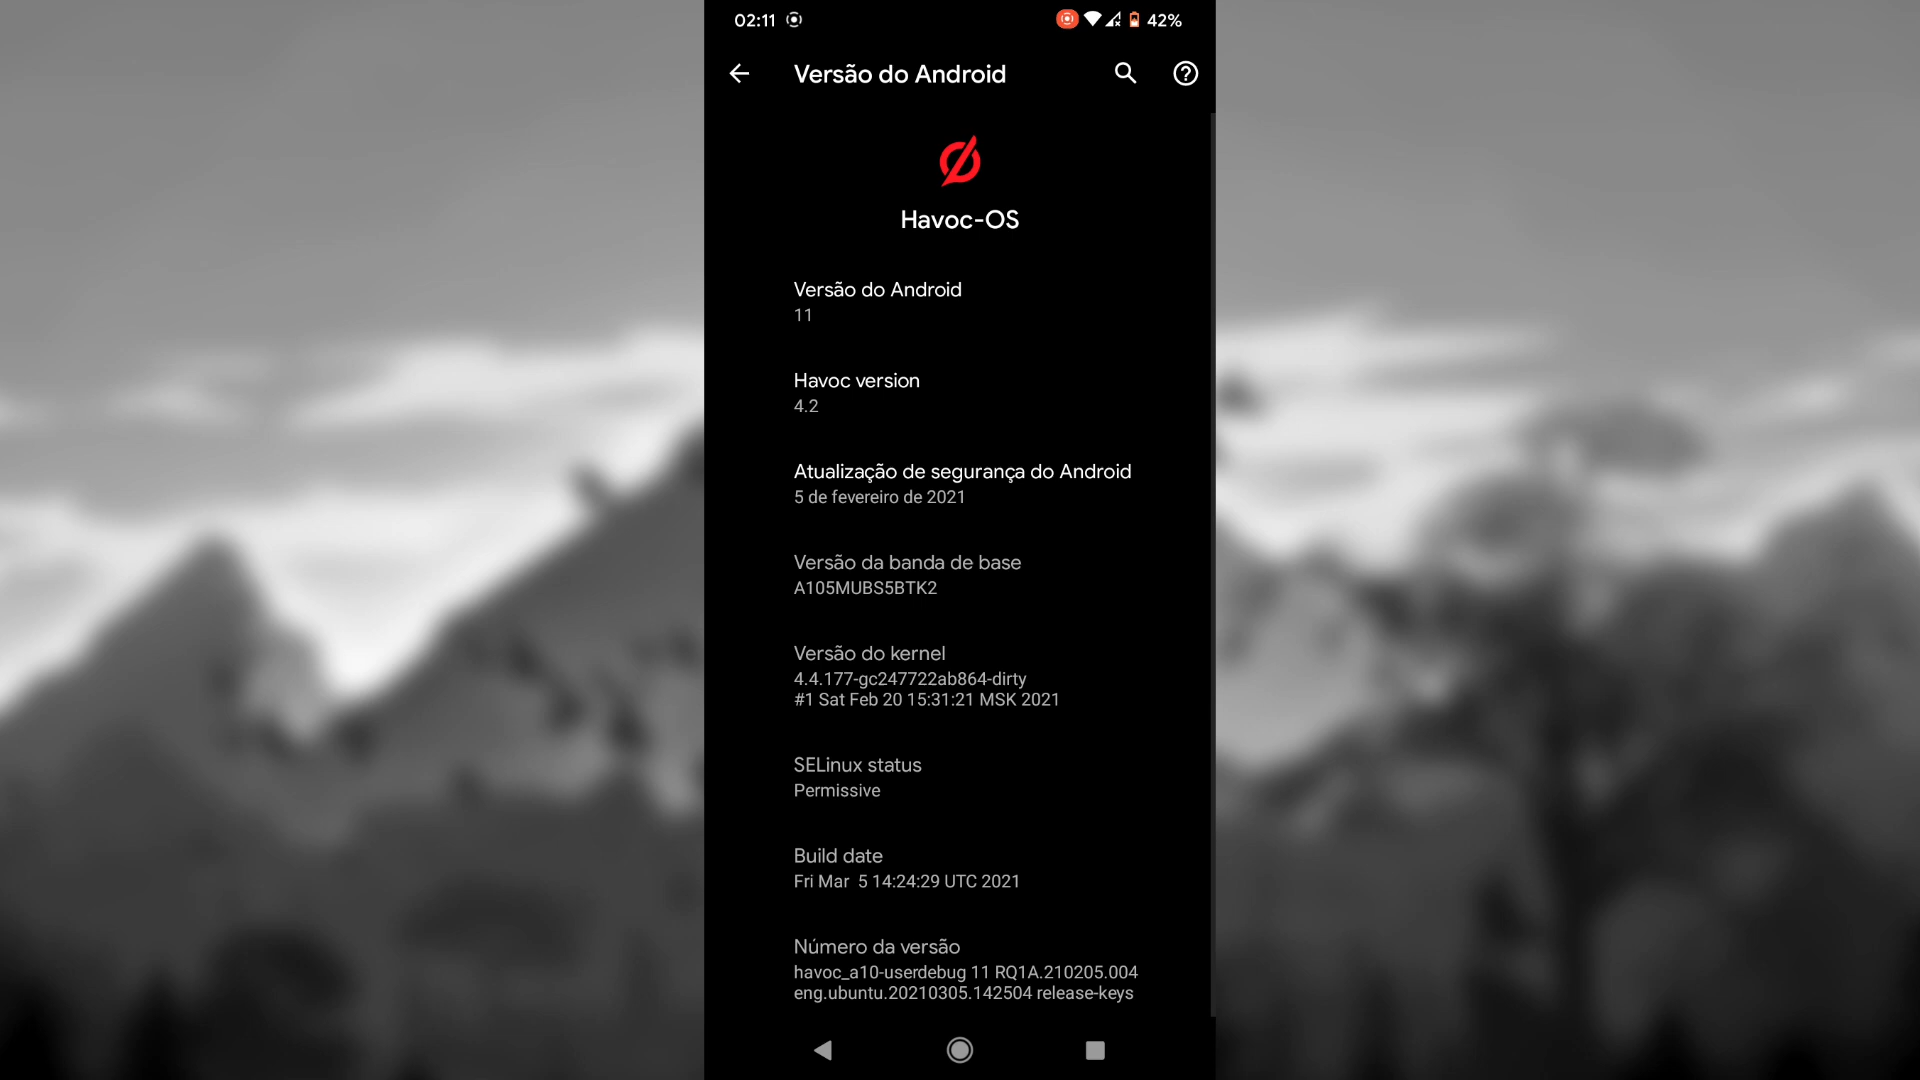 02:11
42%
Versão do Android
Havoc-OS
Versão do Android
11
Havoc version
4.2
Atualização de segurança do Android
5 de fevereiro de 2021
Versão da banda de base
A105MUBS5BTK2
Versão do kernel
4.4.177-gc247722ab864-dirty
#1 Sat Feb 20 15:31:21 MSK 2021
SELinux status
Permissive
Build date
Fri Mar  5 14:24:29 UTC 2021
Número da versão
havoc_a10-userdebug 11 RQ1A.210205.004
eng.ubuntu.20210305.142504 release-keys